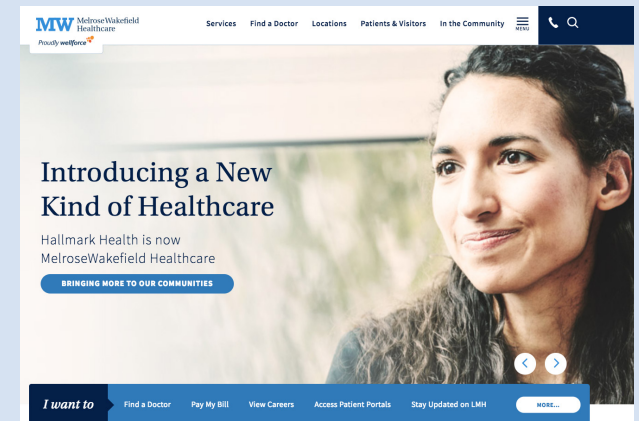 MW MelroseWakefield
Healthcare
Proudly wellforce
Services Find a Doctor Locations Patients & Visitors In the Community
MENU
Introducing a New
Kind of Healthcare
Hallmark Health is now
MelroseWakefield Healthcare
BRINGING MORE TO OUR COMMUNITIES
I want to Find a Doctor Pay My Bill View Careers Access Patient Portals Stay Updated on LMH MORE...